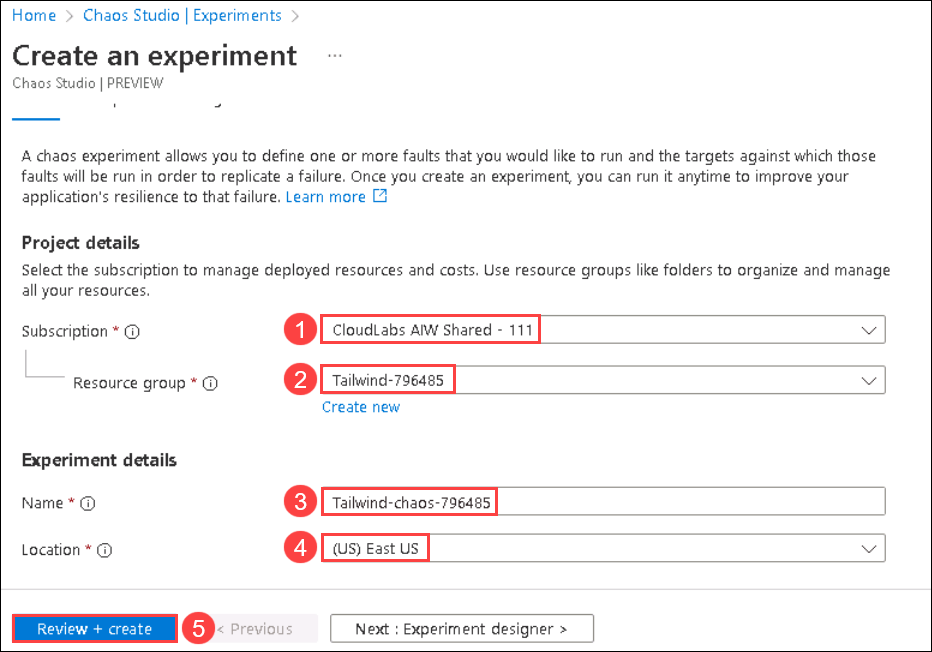 Home > Chaos Studio | Experiments >
Create an experiment ...
Chaos Studio | PREVIEW
A chaos experiment allows you to define one or more faults that you would like to run and the targets against which those
faults will be run in order to replicate a failure. Once you create an experiment, you can run it anytime to improve your
application's resilience to that failure. Learn more
Project details
Select the subscription to manage deployed resources and costs. Use resource groups like folders to organize and manage
all your resources.
Subscription * 1 CloudLabs AIW Shared - 111
Resource group * 2 Tailwind-796485
Create new
Experiment details
Name * 3 Tailwind-chaos-796485
Location * 4 (US) East US
Review + create 5 < Previous Next : Experiment designer >